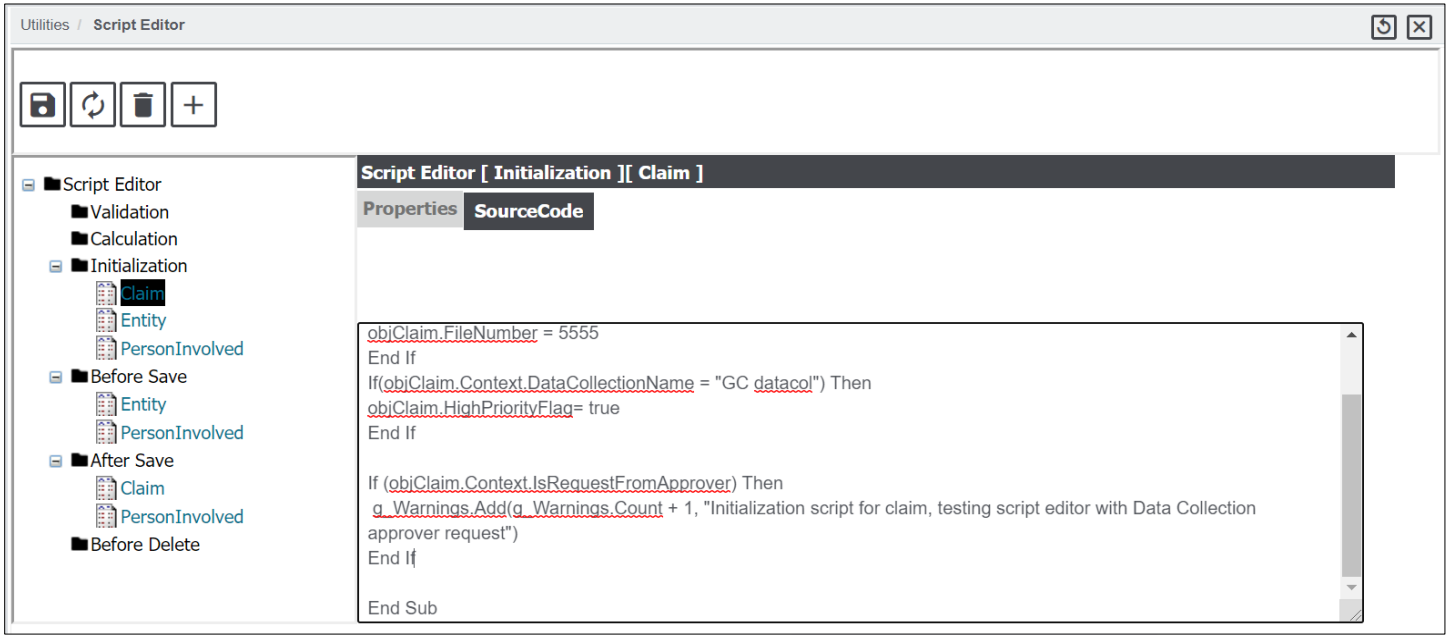 Utilities / Script Editor
Script Editor
Validation
Calculation
Initialization
Claim
Entity
PersonInvolved
Before Save
Entity
PersonInvolved
After Save
Claim
PersonInvolved
Before Delete
Script Editor [ Initialization ][ Claim ]
Properties SourceCode
objClaim.FileNumber = 5555
End If
If(objClaim.Context.DataCollectionName = "GC datacol") Then
objClaim.HighPriorityFlag= true
End If
If (objClaim.Context.IsRequestFromApprover) Then
g_Warnings.Add(g_Warnings.Count + 1, "Initialization script for claim, testing script editor with Data Collection
approver request")
End If
End Sub